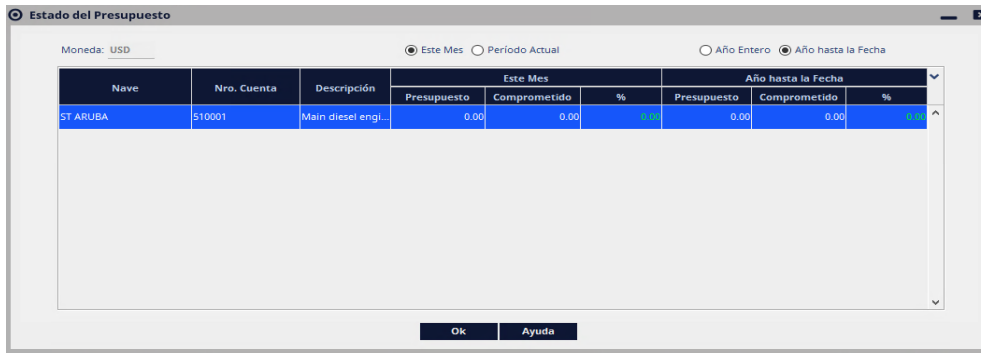 Estado del Presupuesto
Moneda: USD
Este Mes Período Actual
Año Entero Año hasta la Fecha
Nave Nro. Cuenta Descripción Este Mes Año hasta la Fecha
Presupuesto Comprometido % Presupuesto Comprometido %
ST ARUBA 510001 Main diesel engi... 0.00 0.00 0.00 0.00 0.00 0.00
Ok Ayuda